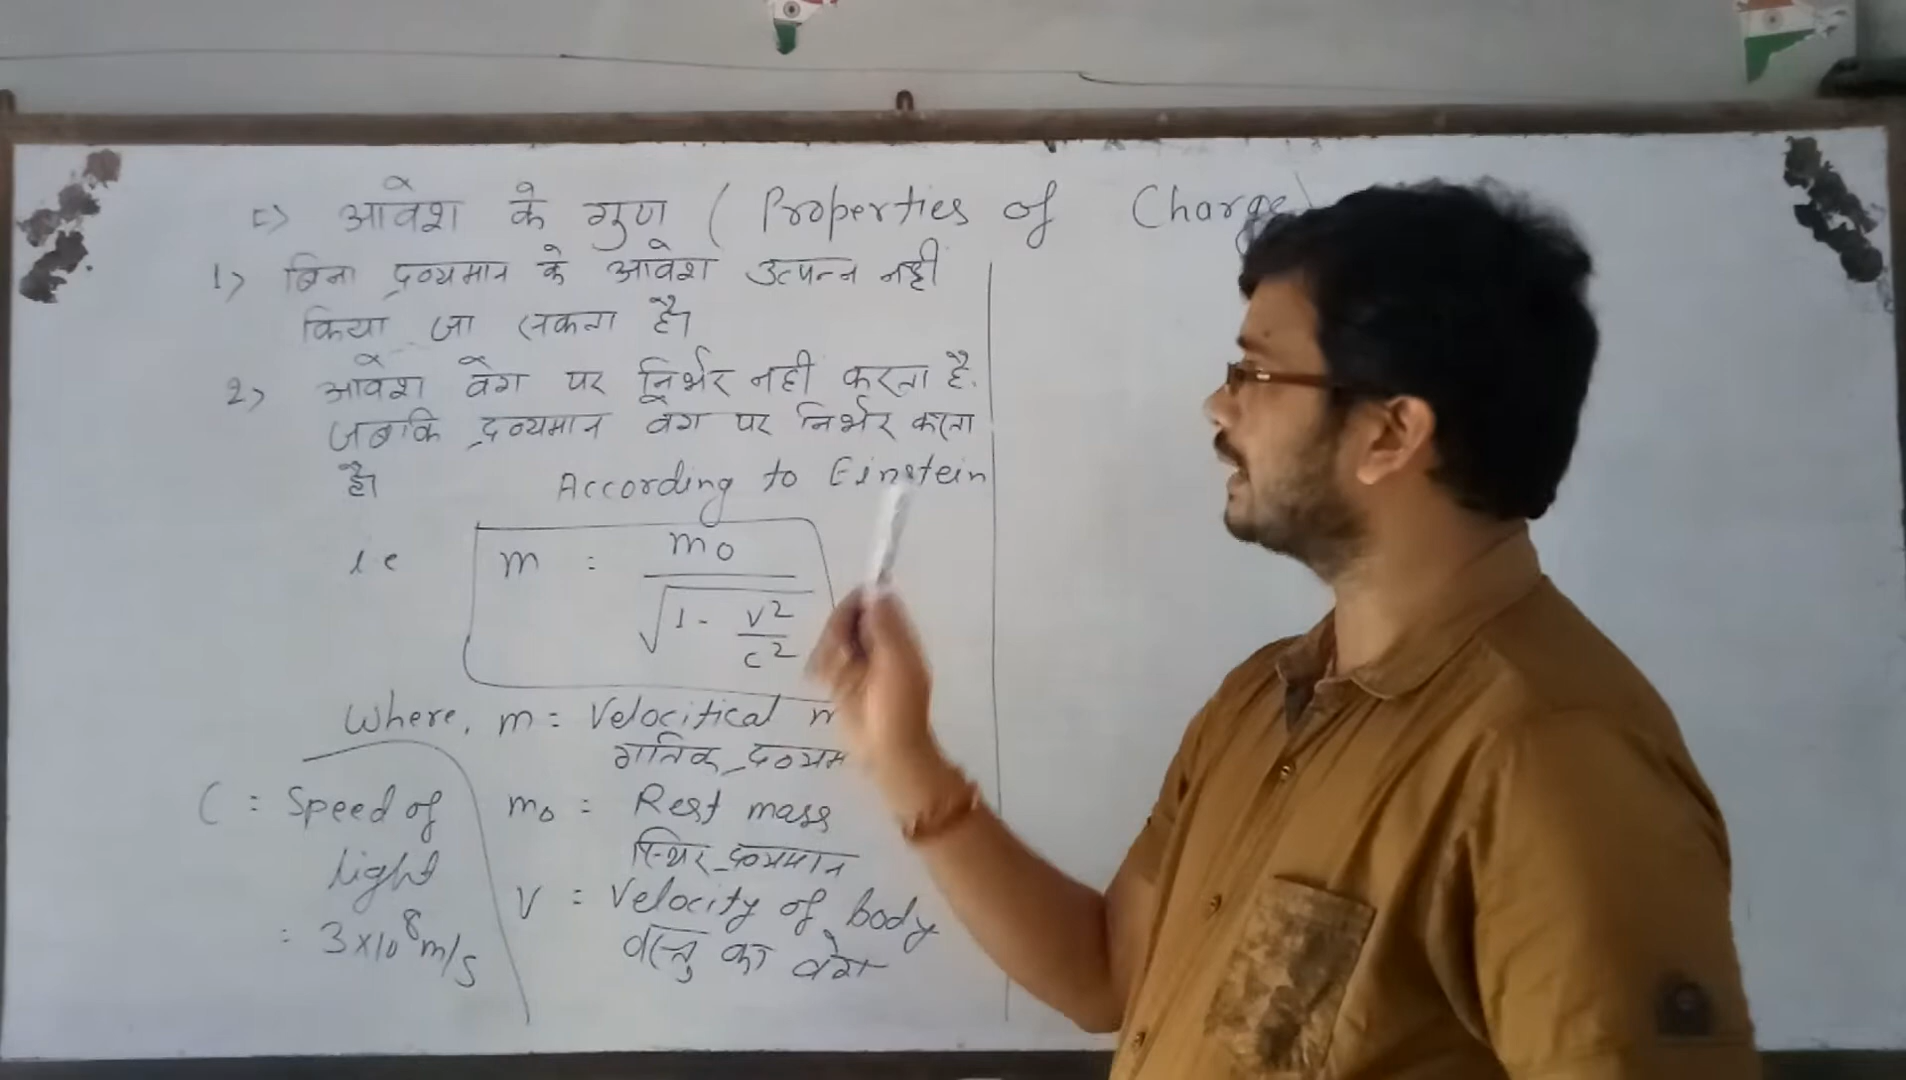 ⇒ आवेश के गुण ( Properties of Charge )
1> बिना द्रव्यमान के आवेश उत्पन्न नही
किया जा सकता है।
2> आवेश वेग पर निर्भर नही करता है.
जबकि द्रव्यमान वेग पर निर्भर करता
है।
According to Einstein
i.e m = m₀ / √(1 - v²/c²)
Where, m = Velocitical
गतिक द्रव्यम
m₀ = Rest mass
स्थिर द्रव्यमान
V = Velocity of body
वस्तु का वेग
C = Speed of
light
= 3×10⁸ m/s